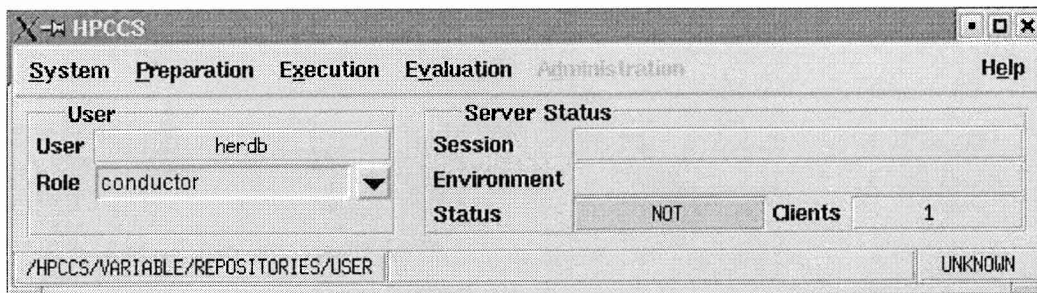 HPCCS
System Preparation Execution Evaluation Administration Help
User Server Status
User herdb Session
Role conductor Environment
Status NOT Clients 1
/HPCCS/VARIABLE/REPOSITORIES/USER UNKNOWN